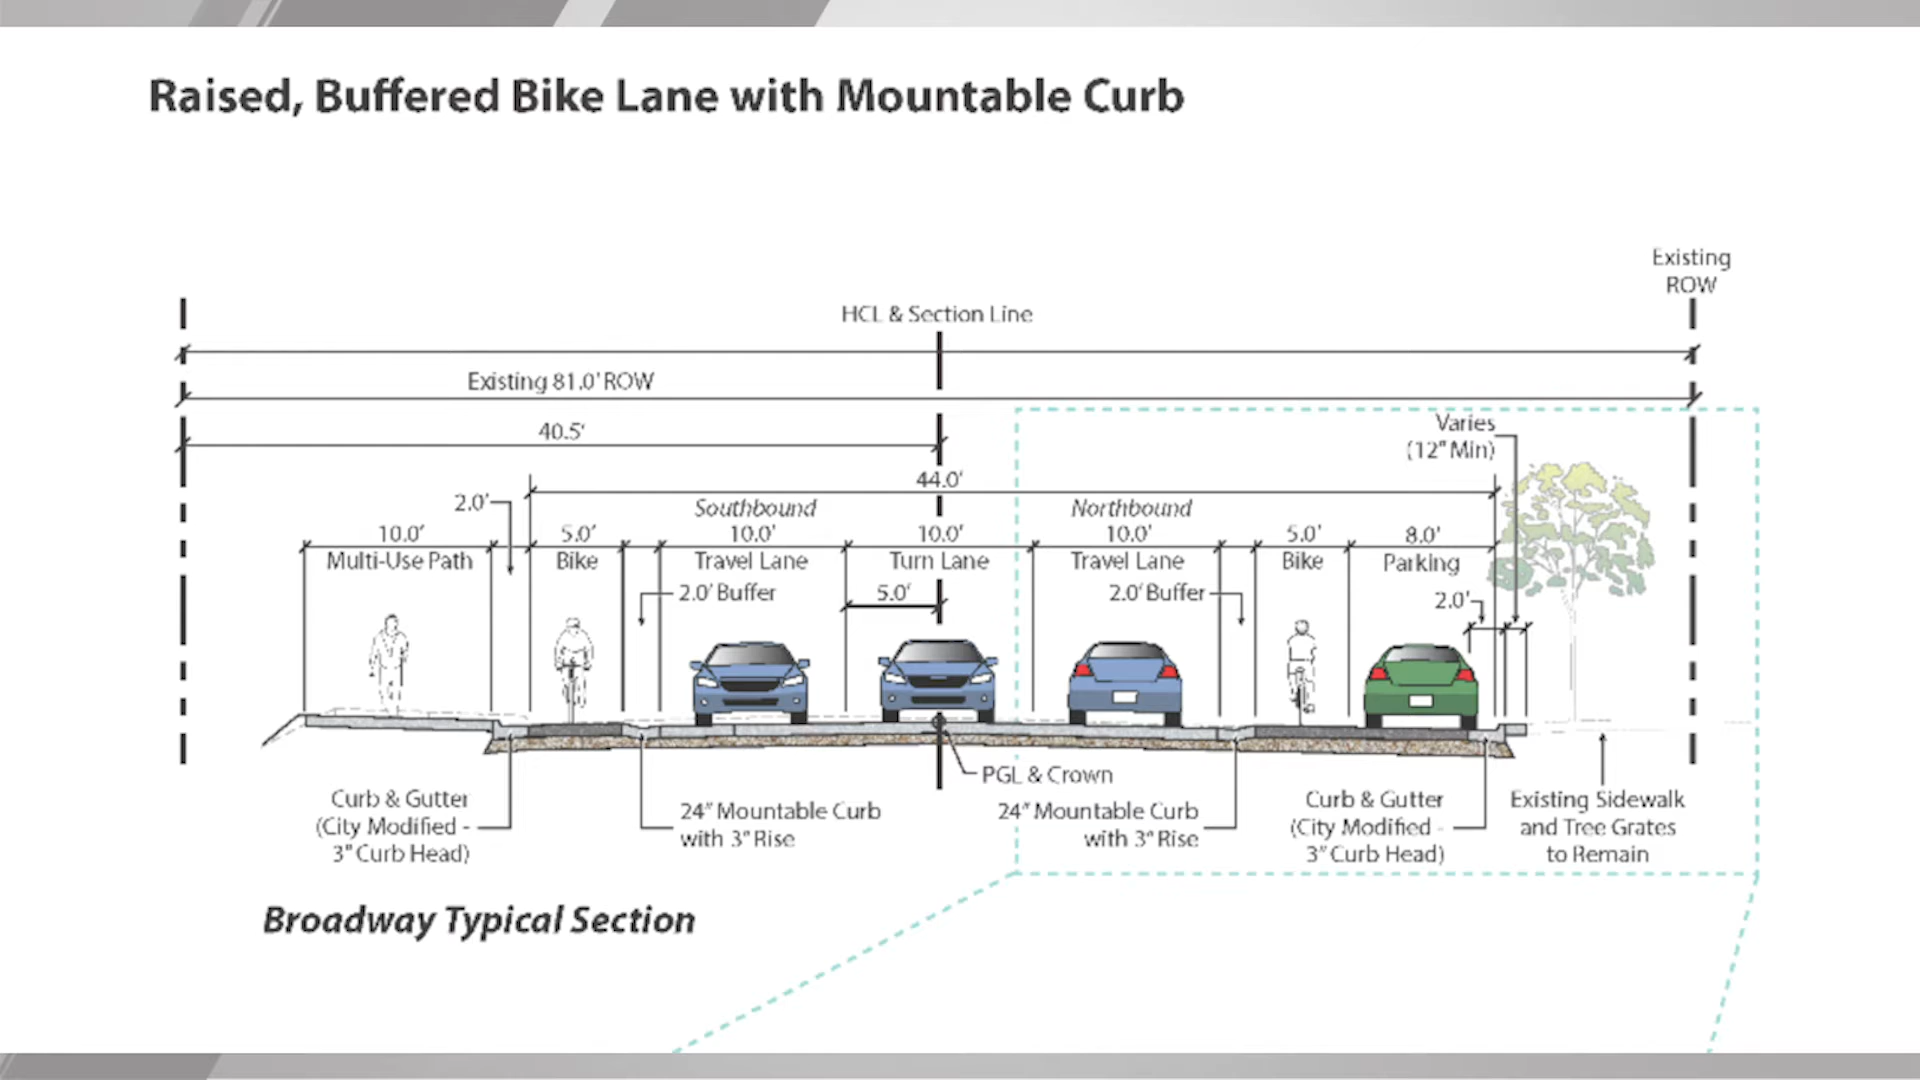 Raised, Buffered Bike Lane with Mountable Curb
Existing
ROW
HCL & Section Line
Existing 81.0' ROW
40.5'
Varies
(12" Min)
44.0'
2.0'
Southbound
Northbound
10.0'
5.0'
10.0'
10.0'
10.0'
5.0'
8.0'
Multi-Use Path
Bike
Travel Lane
Turn Lane
Travel Lane
Bike
Parking
2.0' Buffer
5.0'
2.0' Buffer
2.0'
PGL & Crown
Curb & Gutter
(City Modified -
3" Curb Head)
24" Mountable Curb
with 3" Rise
24" Mountable Curb
with 3" Rise
Curb & Gutter
(City Modified -
3" Curb Head)
Existing Sidewalk
and Tree Grates
to Remain
Broadway Typical Section